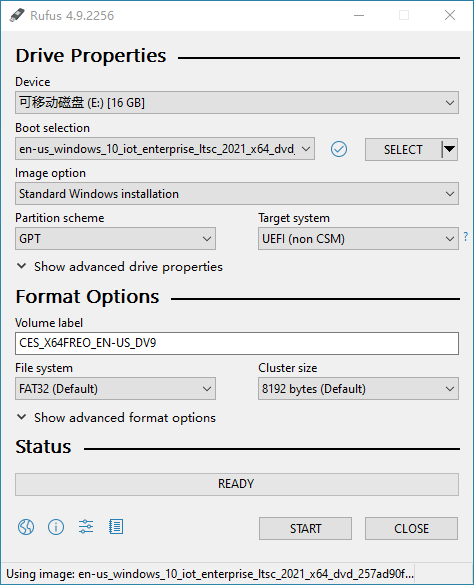 Rufus 4.9.2256
Drive Properties
Device
可移动磁盘 (E:) [16 GB]
Boot selection
en-us_windows_10_iot_enterprise_ltsc_2021_x64_dvd_
SELECT
Image option
Standard Windows installation
Partition scheme
Target system
GPT
UEFI (non CSM)
?
Show advanced drive properties
Format Options
Volume label
CES_X64FREO_EN-US_DV9
File system
Cluster size
FAT32 (Default)
8192 bytes (Default)
Show advanced format options
Status
READY
START
CLOSE
Using image: en-us_windows_10_iot_enterprise_ltsc_2021_x64_dvd_257ad90f...